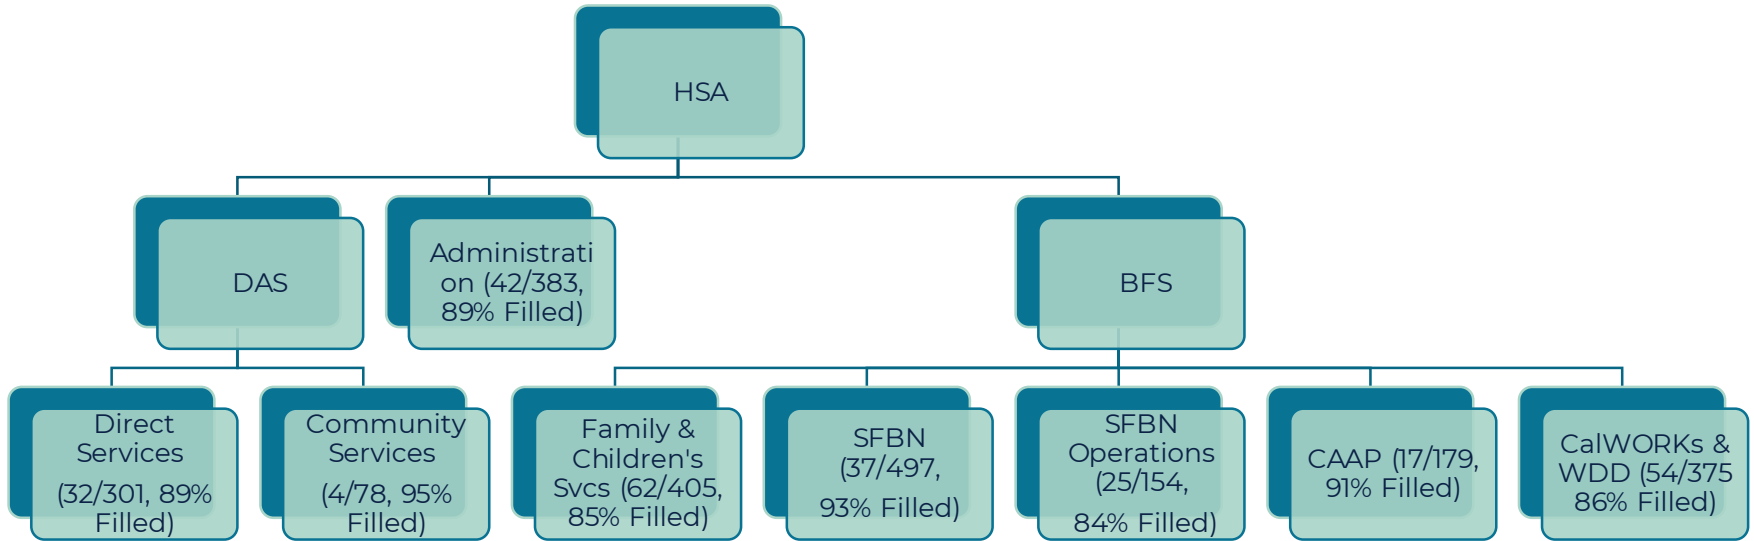 HSA
DAS
Administrati
on (42/383,
89% Filled)
BFS
Direct
Services
(32/301, 89%
Filled)
Community
Services
(4/78, 95%
Filled)
Family &
Children's
Svcs (62/405,
85% Filled)
SFBN
(37/497,
93% Filled)
SFBN
Operations
(25/154,
84% Filled)
CAAP (17/179,
91% Filled)
CalWORKs &
WDD (54/375
86% Filled)